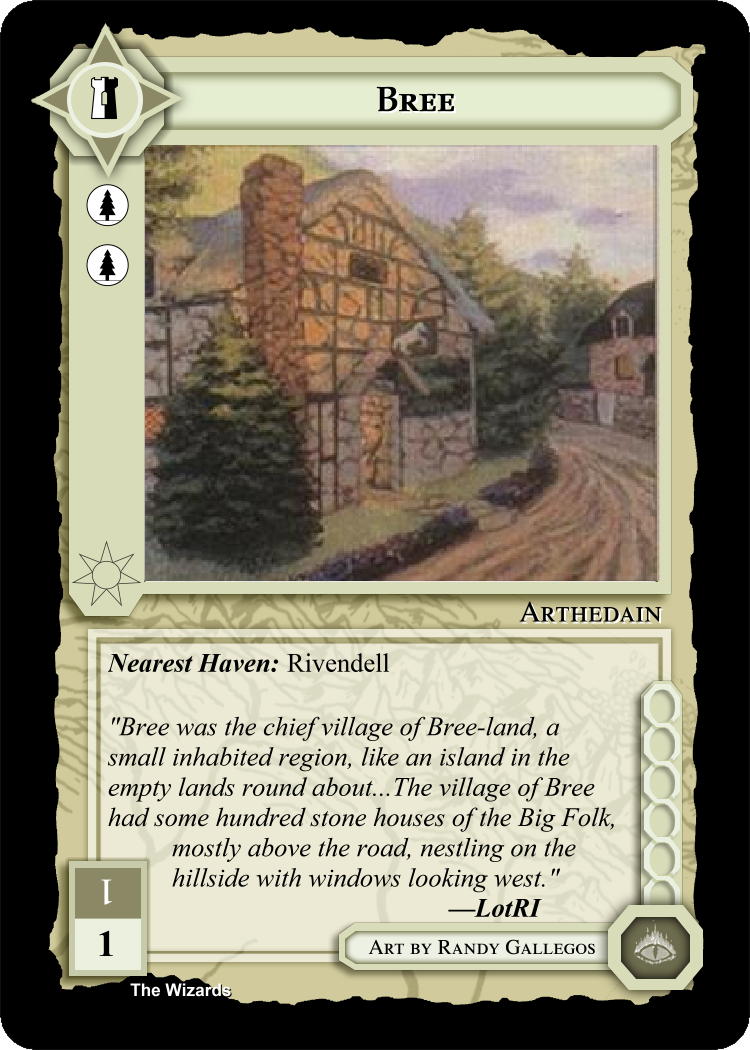 Bree
Arthedain
Nearest Haven: Rivendell
"Bree was the chief village of Bree-land, a
small inhabited region, like an island in the
empty lands round about...The village of Bree
had some hundred stone houses of the Big Folk,
mostly above the road, nestling on the
hillside with windows looking west."
—LotRI
1
1
Art by Randy Gallegos
The Wizards